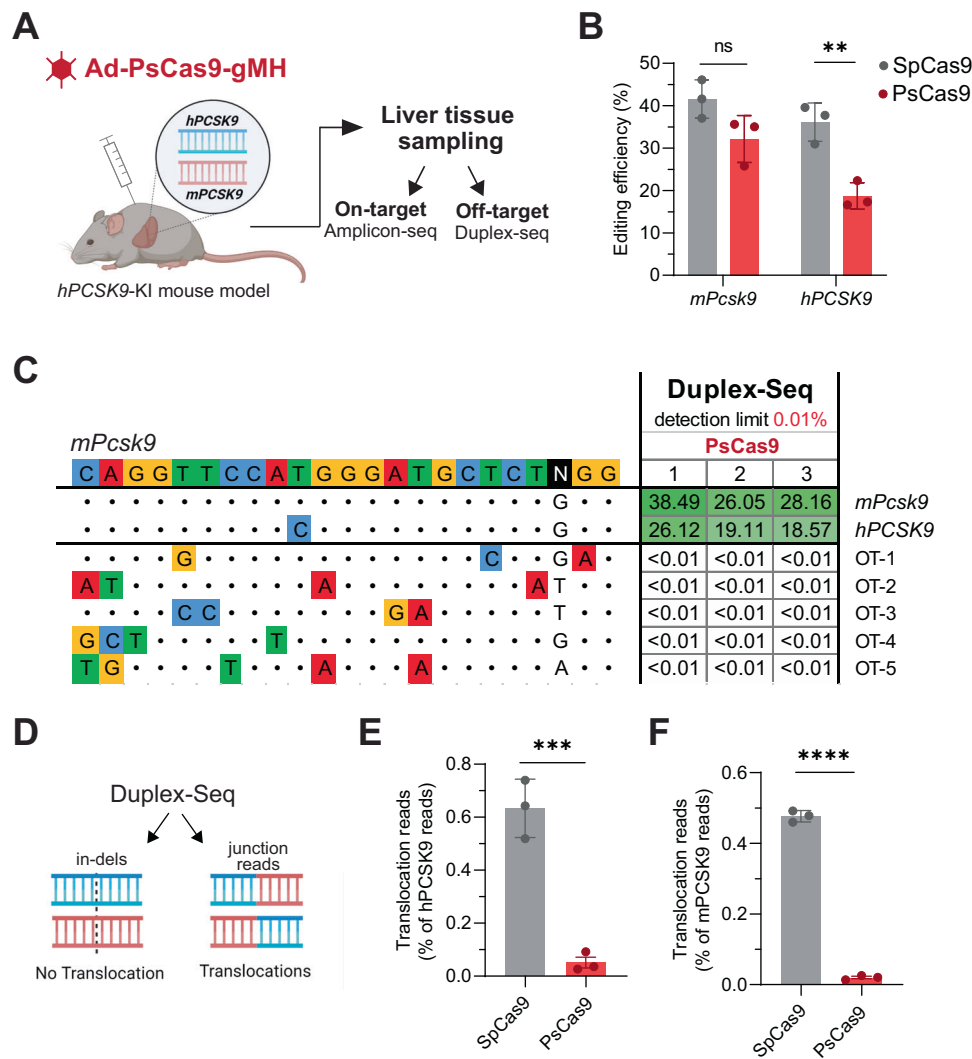 A
Ad-PsCas9-gMH
hPCSK9
mPCSK9
hPCSK9-KI mouse model
Liver tissue
sampling
On-target
Amplicon-seq
Off-target
Duplex-seq
B
ns
**
SpCas9
PsCas9
Editing efficiency (%)
50
40
30
20
10
0
mPcsk9
hPCSK9
C
Duplex-Seq
detection limit 0.01%
PsCas9
mPcsk9
C A G G T T C C A T G G G A T G C T C T N G G 1 2 3
G 38.49 26.05 28.16 mPcsk9
C G 26.12 19.11 18.57 hPCSK9
G C G A <0.01 <0.01 <0.01 OT-1
A T A A T <0.01 <0.01 <0.01 OT-2
C C G A T <0.01 <0.01 <0.01 OT-3
G C T T G <0.01 <0.01 <0.01 OT-4
T G T A A A <0.01 <0.01 <0.01 OT-5
D
Duplex-Seq
in-dels
junction
reads
No Translocation
Translocations
E
***
Translocation reads
(% of hPCSK9 reads)
0.8
0.6
0.4
0.2
0.0
SpCas9
PsCas9
F
****
Translocation reads
(% of mPCSK9 reads)
0.6
0.4
0.2
0.0
SpCas9
PsCas9